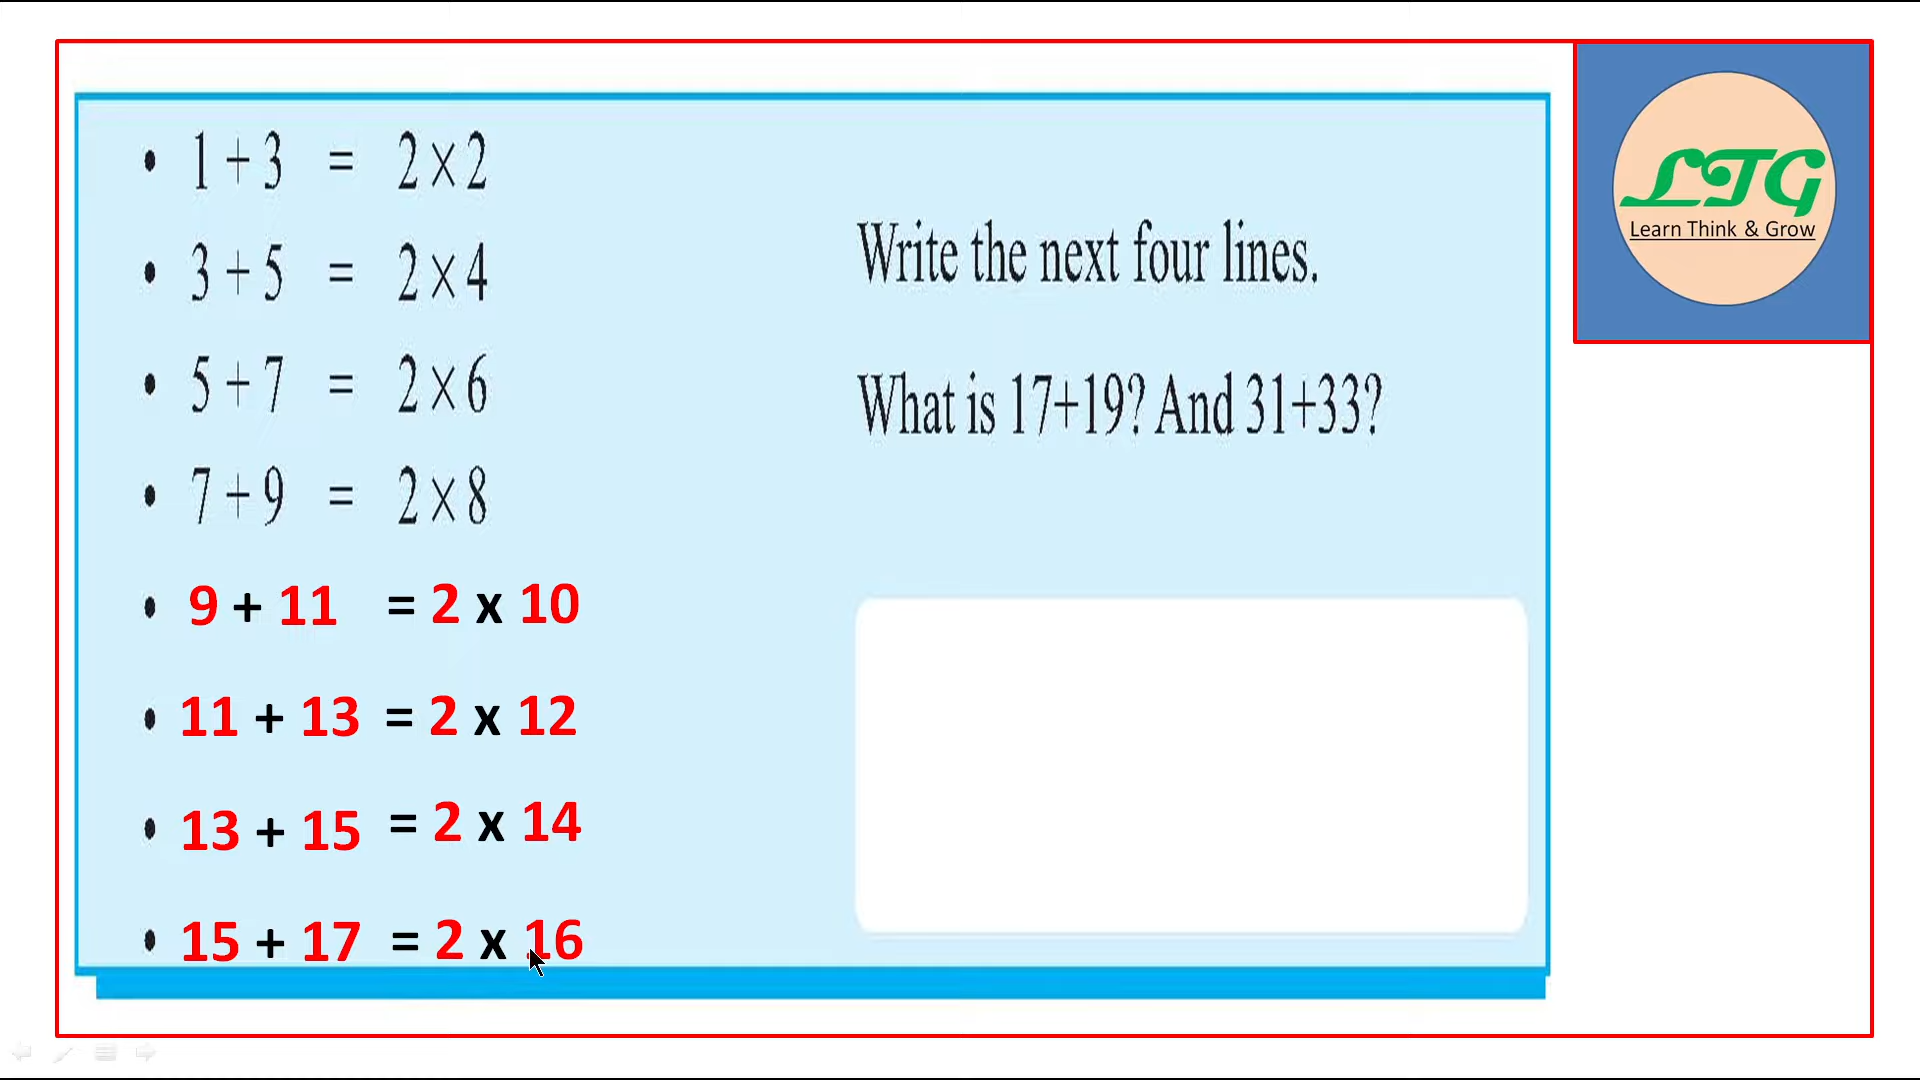 • 1 + 3 = 2 × 2
• 3 + 5 = 2 × 4
• 5 + 7 = 2 × 6
• 7 + 9 = 2 × 8
• 9 + 11 = 2 x 10
• 11 + 13 = 2 x 12
• 13 + 15 = 2 x 14
• 15 + 17 = 2 x 16
Write the next four lines.
What is 17+19? And 31+33?
LTG
Learn Think & Grow